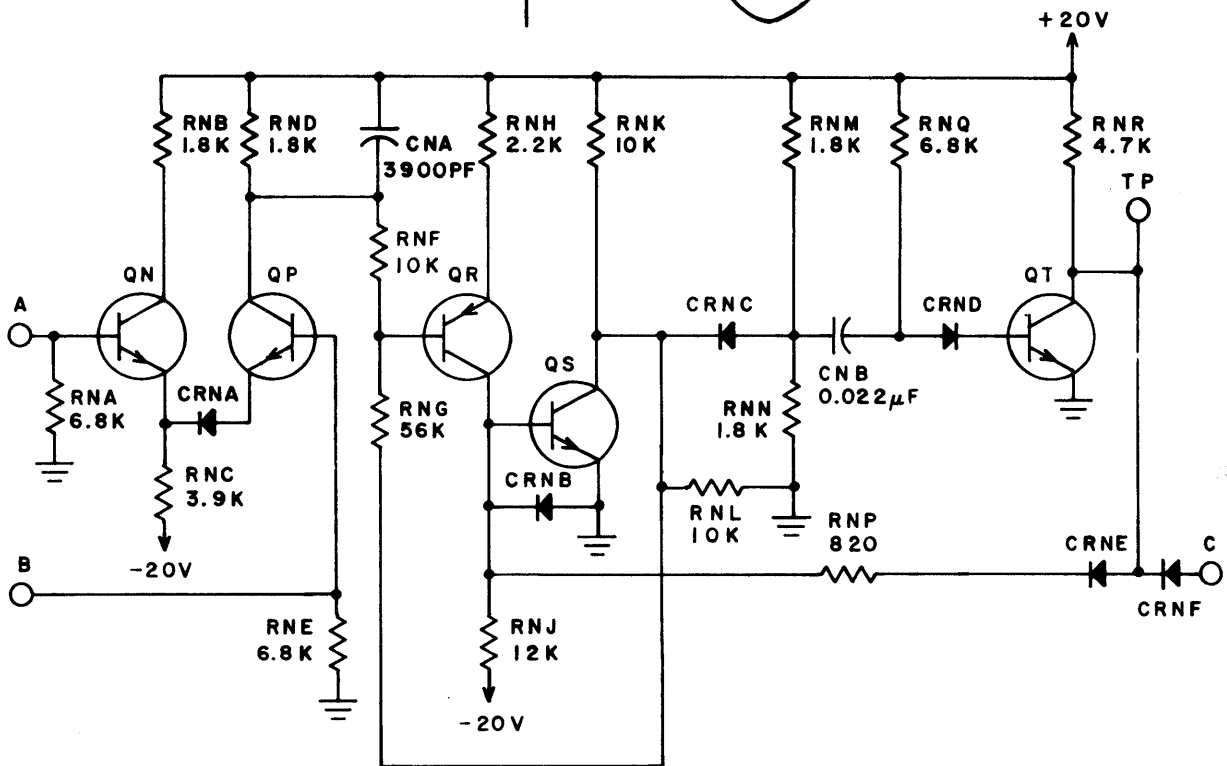 +20V
RNB
1.8K
RND
1.8K
CNA
3900PF
RNH
2.2K
RNK
10K
RNM
1.8K
RNQ
6.8K
RNR
4.7K
TP
RNF
10K
QN
QP
QR
QT
A
CRNC
CRND
QS
CNB
0.022μF
RNA
6.8K
CRNA
RNG
56K
RNN
1.8K
RNC
3.9K
CRNB
RNL
10K
RNP
820
-20V
CRNE
C
B
CRNF
RNE
6.8K
RNJ
12K
-20V